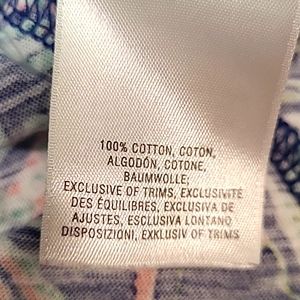 100% COTTON, COTON,
ALGODÓN, COTONE,
BAUMWOLLE,
EXCLUSIVE OF TRIMS, EXCLUSIVITÉ
DES ÉQUILIBRES, EXCLUSIVA DE
AJUSTES, ESCLUSIVA LONTANO
DISPOSIZIONI, EXKLUSIV OF TRIMS